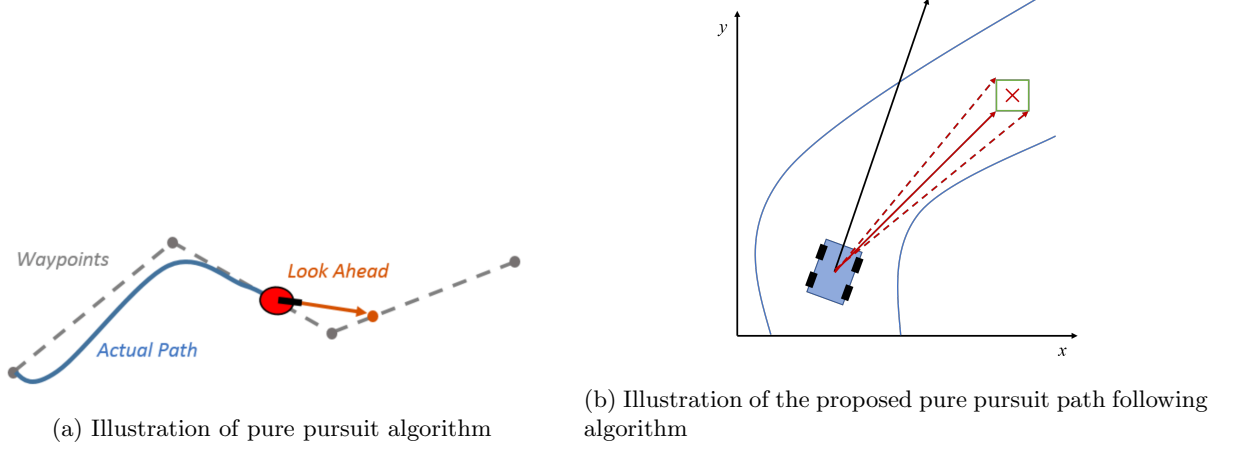 Waypoints
Look Ahead
Actual Path
(a) Illustration of pure pursuit algorithm
y
x
(b) Illustration of the proposed pure pursuit path following
algorithm